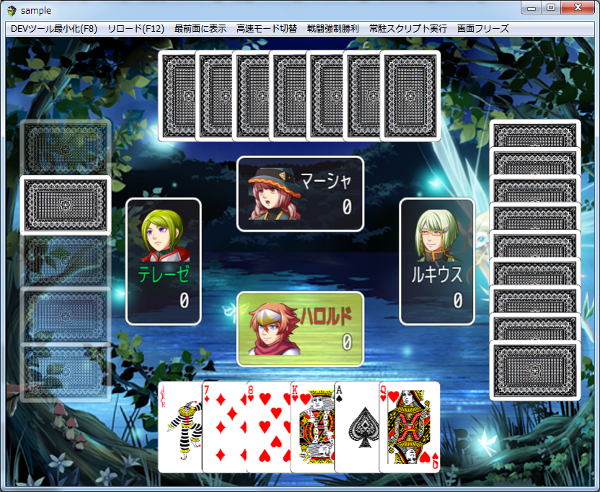 sample
DEVツール最小化(F8) リロード(F12) 最前面に表示 高速モード切替 戦闘強制勝利 常駐スクリプト実行 画面フリーズ
マーシャ
0
テレーゼ
0
ルキウス
0
ハロルド
0
7 8 K A Q